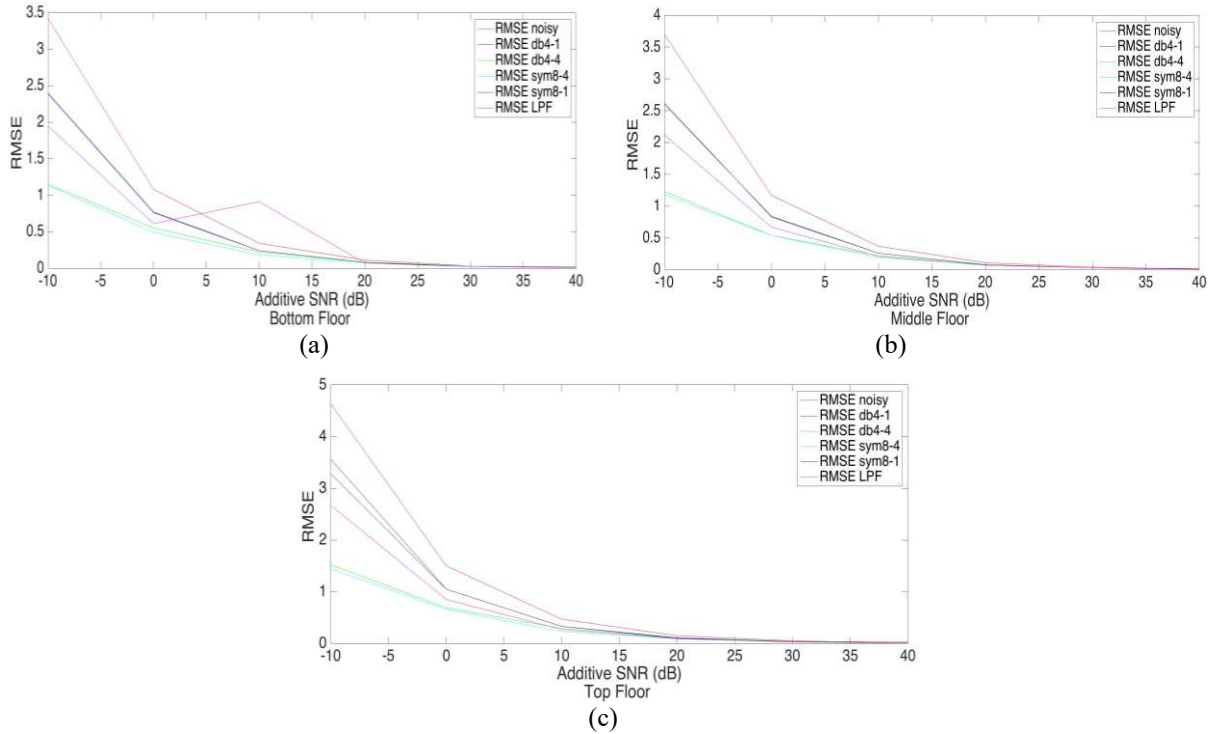 3.5
3
2.5
2
1.5
1
0.5
0
RMSE
-10 -5 0 5 10 15 20 25 30 35 40
Additive SNR (dB)
Bottom Floor
RMSE noisy
RMSE db4-1
RMSE db4-4
RMSE sym8-4
RMSE sym8-1
RMSE LPF
(a)
4
3.5
3
2.5
2
1.5
1
0.5
0
RMSE
-10 -5 0 5 10 15 20 25 30 35 40
Additive SNR (dB)
Middle Floor
RMSE noisy
RMSE db4-1
RMSE db4-4
RMSE sym8-4
RMSE sym8-1
RMSE LPF
(b)
5
4
3
2
1
0
RMSE
-10 -5 0 5 10 15 20 25 30 35 40
Additive SNR (dB)
Top Floor
RMSE noisy
RMSE db4-1
RMSE db4-4
RMSE sym8-4
RMSE sym8-1
RMSE LPF
(c)